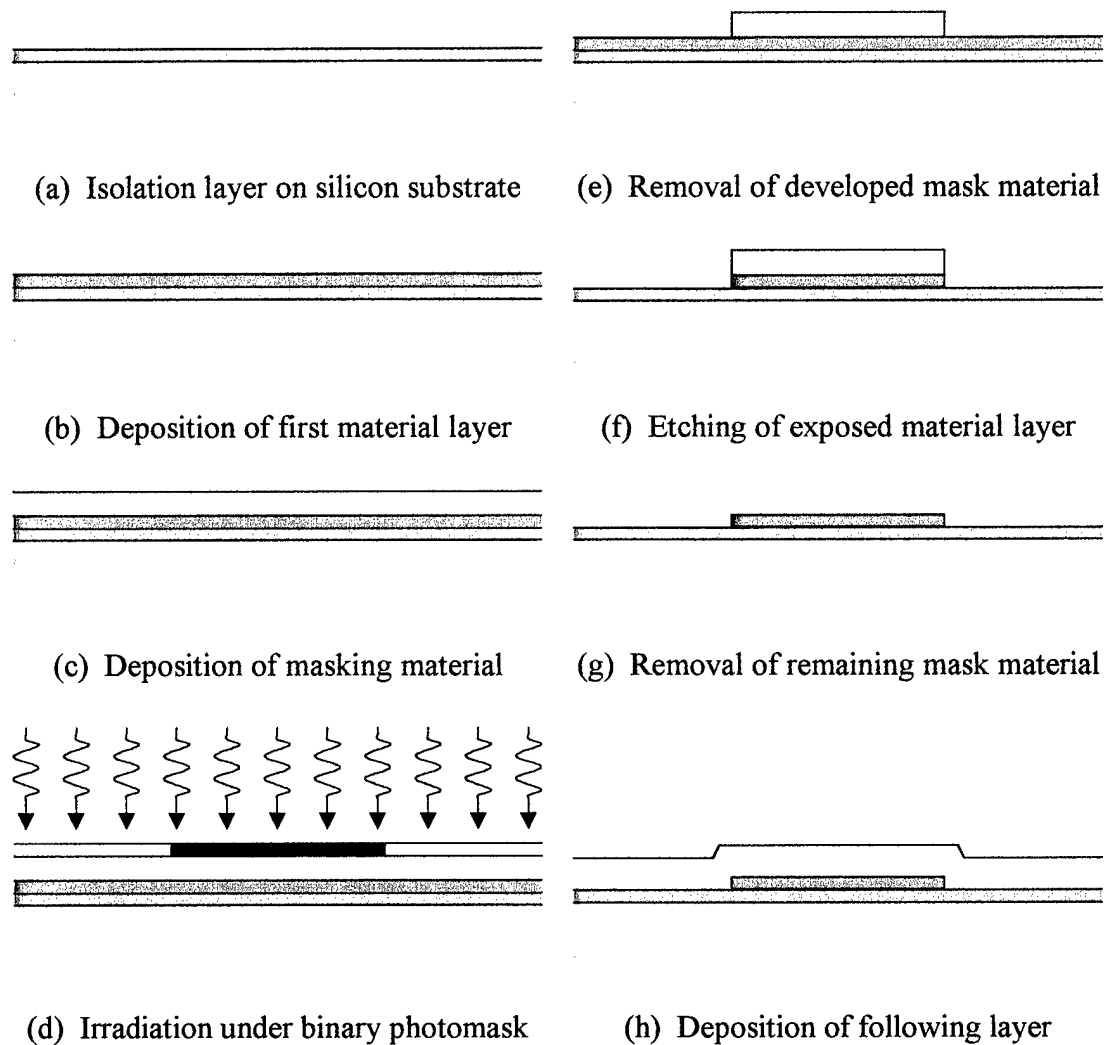 (a) Isolation layer on silicon substrate
(b) Deposition of first material layer
(c) Deposition of masking material
(d) Irradiation under binary photomask
(e) Removal of developed mask material
(f) Etching of exposed material layer
(g) Removal of remaining mask material
(h) Deposition of following layer